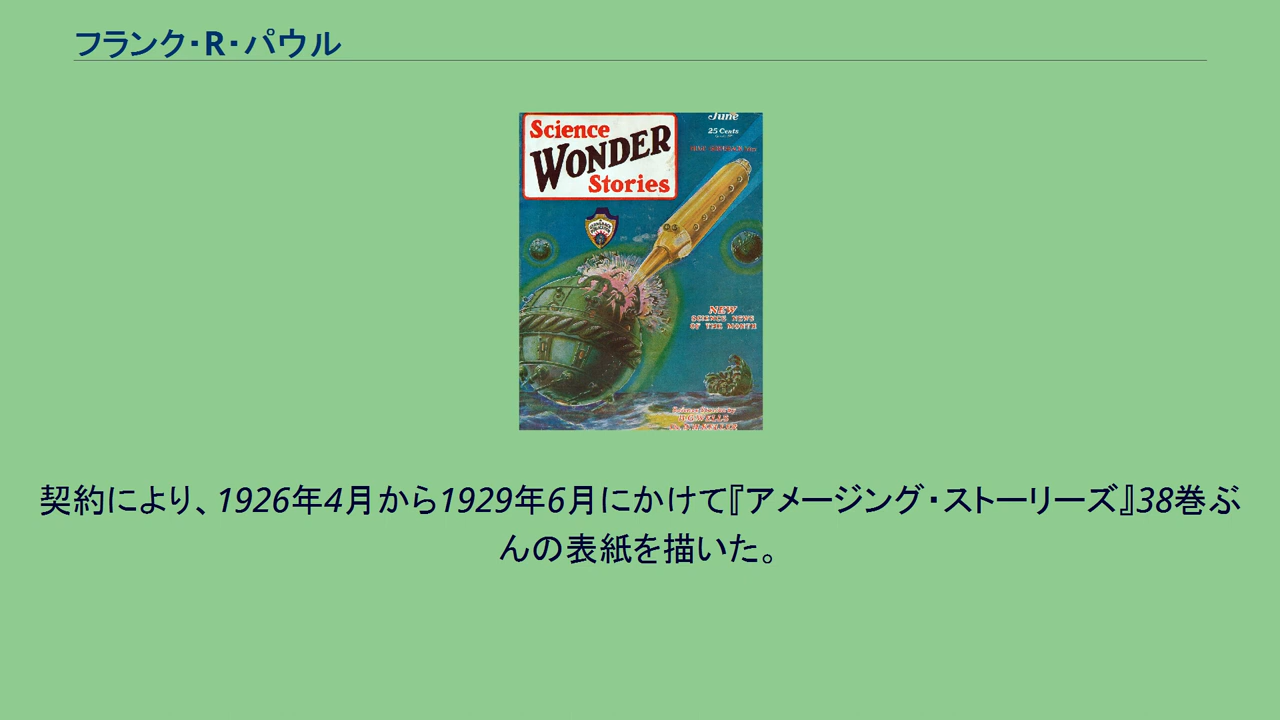 フランク・R・パウル
Science
WONDER
Stories
June
25 Cents
NEW
SCIENCE NEWS
OF THE MONTH
H.G. WELLS
契約により、1926年4月から1929年6月にかけて『アメージング・ストーリーズ』38巻ぶ
んの表紙を描いた。